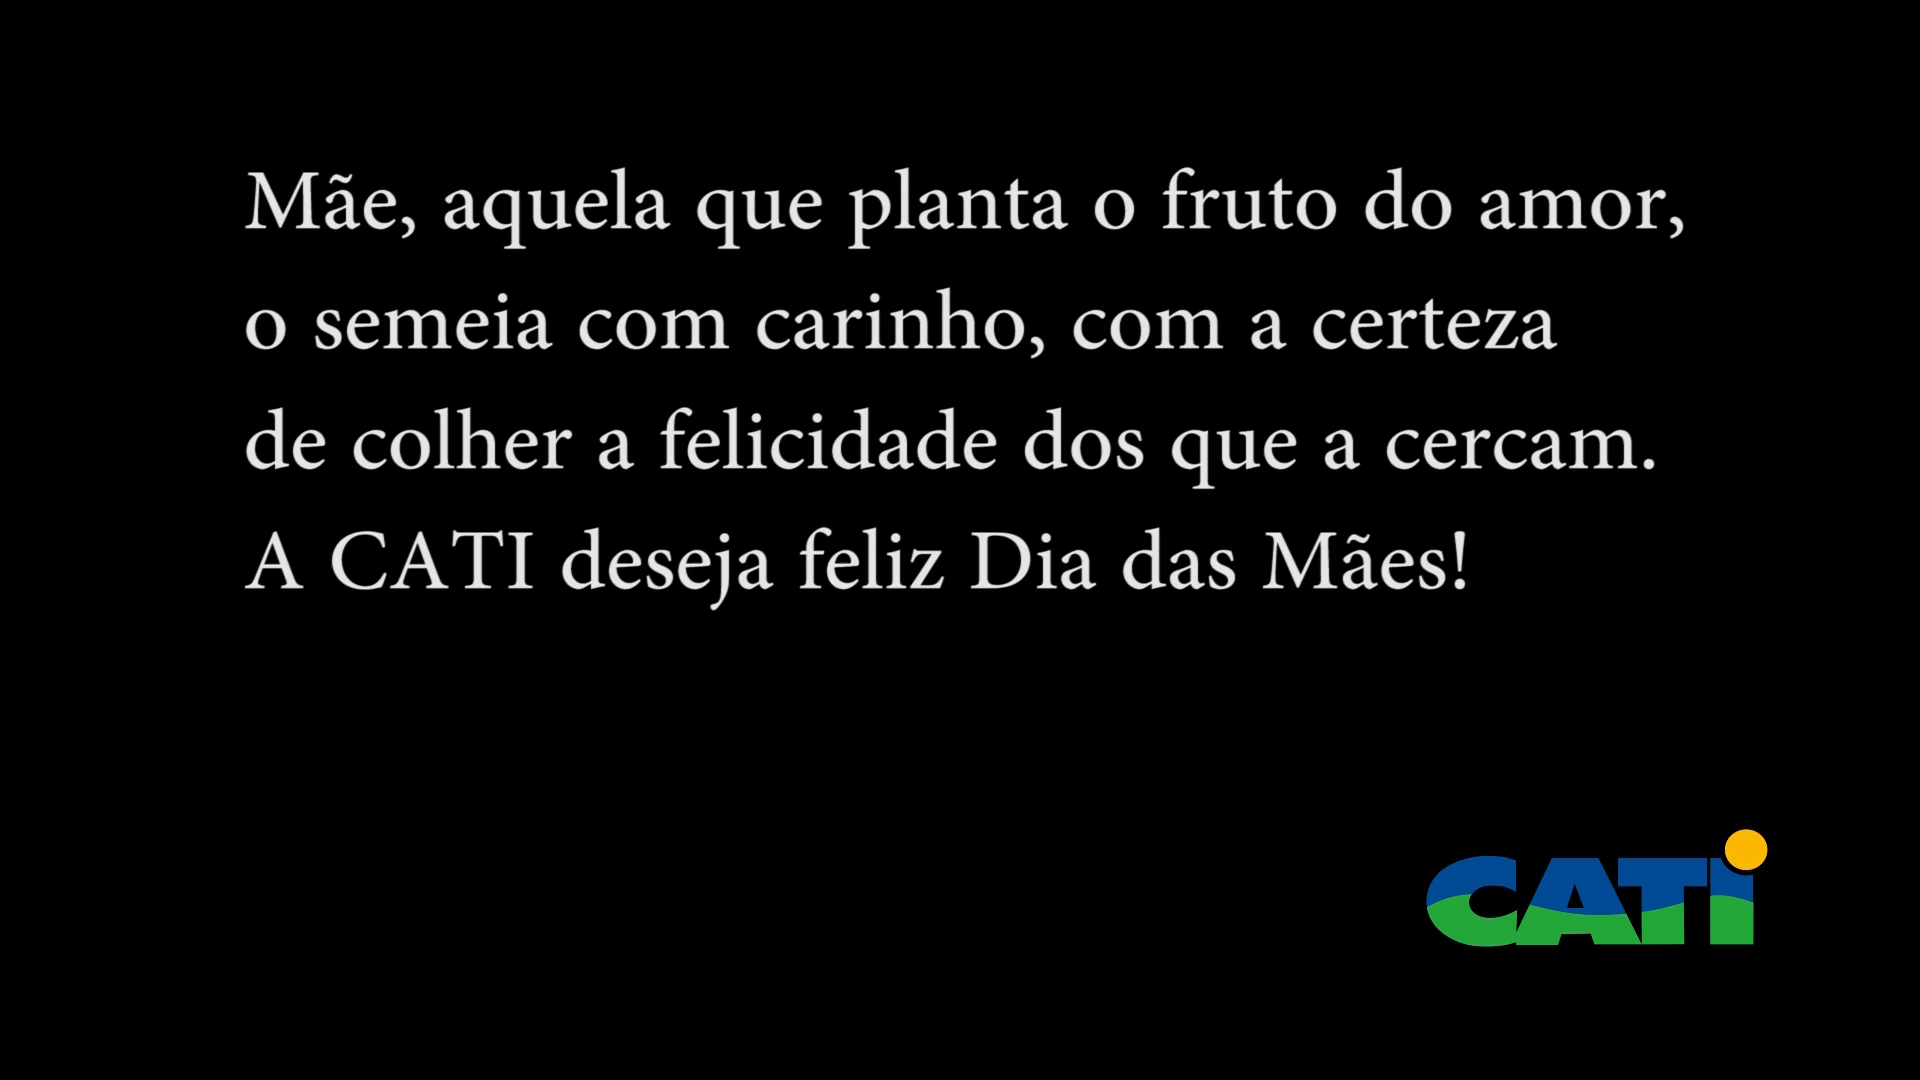 Mãe, aquela que planta o fruto do amor,
o semeia com carinho, com a certeza
de colher a felicidade dos que a cercam.
A CATI deseja feliz Dia das Mães!
CATi